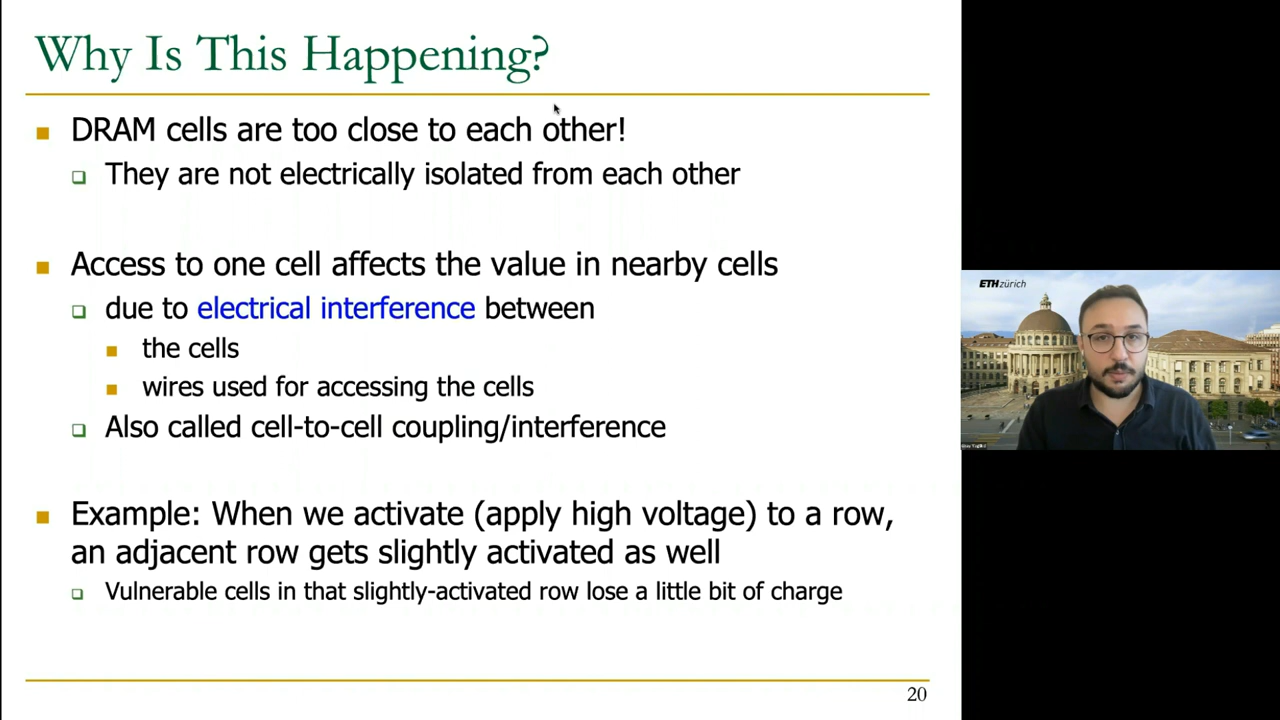 Why Is This Happening?
DRAM cells are too close to each other!
They are not electrically isolated from each other
Access to one cell affects the value in nearby cells
due to electrical interference between
the cells
wires used for accessing the cells
Also called cell-to-cell coupling/interference
Example: When we activate (apply high voltage) to a row,
an adjacent row gets slightly activated as well
Vulnerable cells in that slightly-activated row lose a little bit of charge
20
ETH zürich